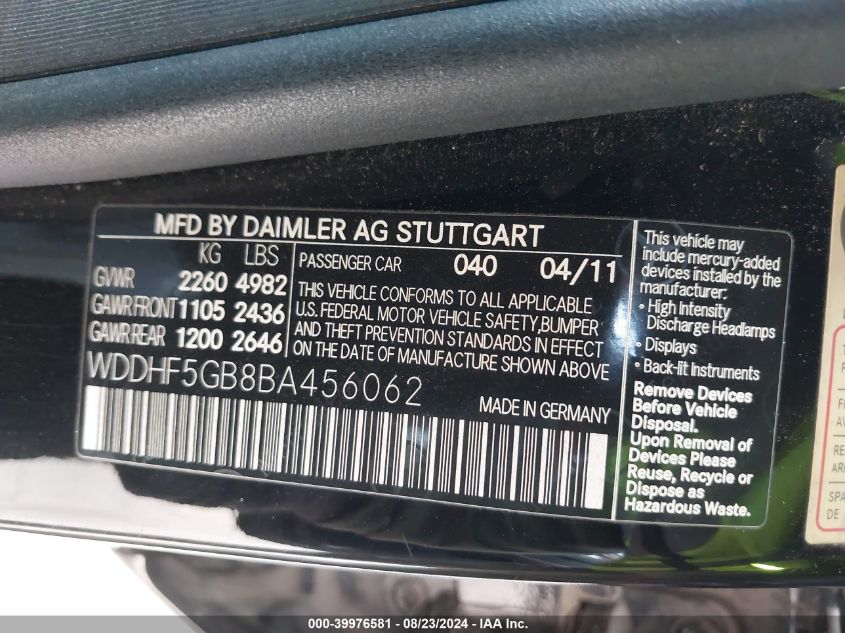 MFD BY DAIMLER AG STUTTGART
KG LBS
GVWR 2260 4982
GAWR FRONT 1105 2436
GAWR REAR 1200 2646
PASSENGER CAR 040 04/11
THIS VEHICLE CONFORMS TO ALL APPLICABLE
U.S. FEDERAL MOTOR VEHICLE SAFETY,BUMPER
AND THEFT PREVENTION STANDARDS IN EFFECT
ON THE DATE OF MANUFACTURE SHOWN ABOVE
WDDHF5GB8BA456062
MADE IN GERMANY
This vehicle may
include mercury-added
devices installed by the
manufacturer:
• High Intensity
Discharge Headlamps
• Displays
• Back-lit Instruments
Remove Devices
Before Vehicle
Disposal.
Upon Removal of
Devices Please
Reuse, Recycle or
Dispose as
Hazardous Waste.
SPA
DE
000-39976581 - 08/23/2024 - IAA Inc.